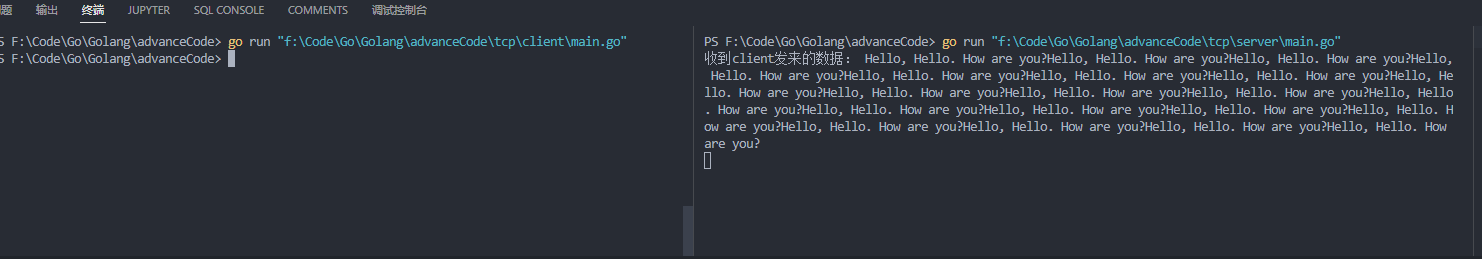 题 输出 终端 JUPYTER SQL CONSOLE COMMENTS 调试控制台
S F:\Code\Go\Golang\advanceCode> go run "f:\Code\Go\Golang\advanceCode\tcp\client\main.go"
S F:\Code\Go\Golang\advanceCode>
PS F:\Code\Go\Golang\advanceCode> go run "f:\Code\Go\Golang\advanceCode\tcp\server\main.go"
收到client发来的数据： Hello, Hello. How are you?Hello, Hello. How are you?Hello, Hello. How are you?Hello,
Hello. How are you?Hello, Hello. How are you?Hello, Hello. How are you?Hello, Hello. How are you?Hello, He
llo. How are you?Hello, Hello. How are you?Hello, Hello. How are you?Hello, Hello. How are you?Hello, Hello
. How are you?Hello, Hello. How are you?Hello, Hello. How are you?Hello, Hello. How are you?Hello, Hello. H
ow are you?Hello, Hello. How are you?Hello, Hello. How are you?Hello, Hello. How are you?Hello, Hello. How
are you?